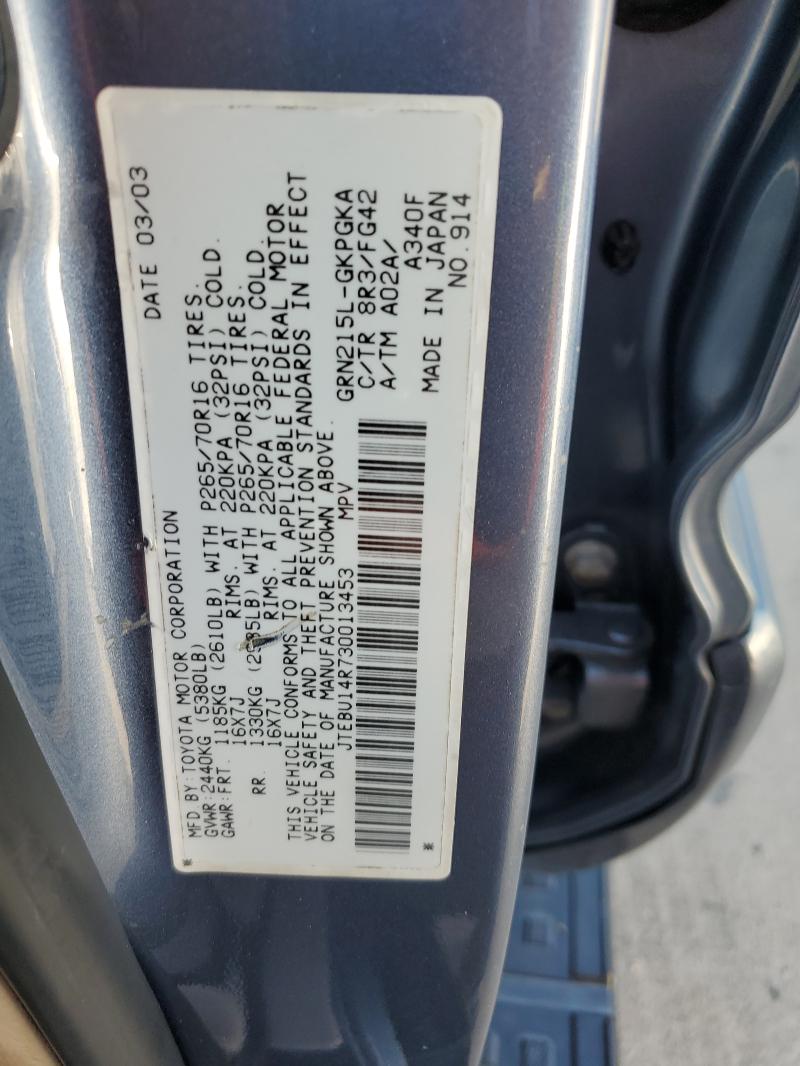 MFD BY:TOYOTA MOTOR CORPORATION DATE 03/03
GVWR:2440KG (5380LB)
GAWR:FRT. 1185KG (2610LB) WITH P265/70R16 TIRES.
16X7J RIMS. AT 220KPA (32PSI) COLD.
RR. 1330KG WITH P265/70R16 TIRES.
16X7J RIMS. AT 220KPA (32PSI) COLD.
THIS VEHICLE CONFORMS TO ALL APPLICABLE FEDERAL MOTOR
VEHICLE SAFETY AND THEFT PREVENTION STANDARDS IN EFFECT
ON THE DATE OF MANUFACTURE SHOWN ABOVE.
JTEBU14R730013453 MPV GRN215L-GKPGKA
C/TR 8R3/FG42
A/TM A02A/ A340F
MADE IN JAPAN
NO.914
* *